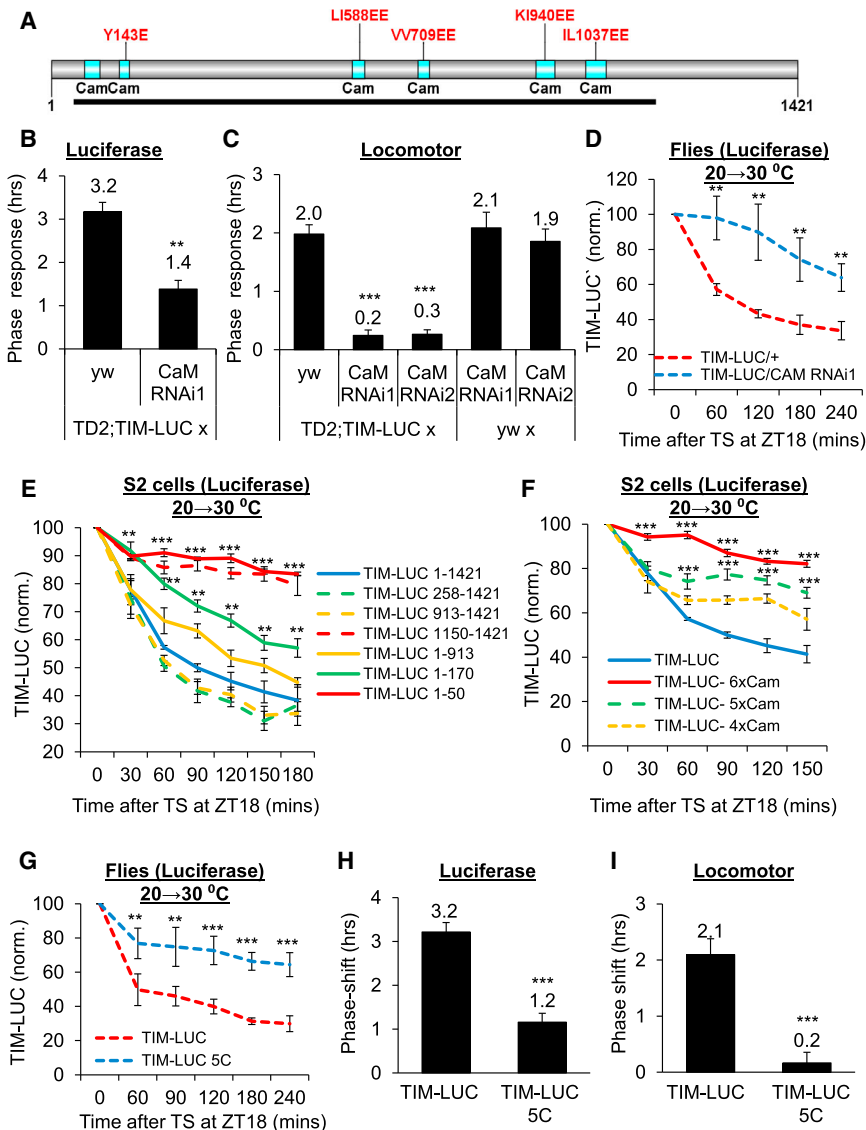 A
Y143E
LI588EE
VV709EE
KI940EE
IL1037EE
Cam Cam Cam Cam Cam Cam
1 1421
B
Luciferase
Phase response (hrs)
4
3
2
1
0
3.2
**
1.4
yw
CaM
RNAi1
TD2;TIM-LUC x
C
Locomotor
Phase response (hrs)
3
2
1
0
2.0
***
0.2
***
0.3
2.1
1.9
yw
CaM
RNAi1
CaM
RNAi2
CaM
RNAi1
CaM
RNAi2
TD2;TIM-LUC x
yw x
D
Flies (Luciferase)
20→30 ⁰C
TIM-LUC` (norm.)
120
100
80
60
40
20
** ** ** **
TIM-LUC/+
TIM-LUC/CAM RNAi1
0 60 120 180 240
Time after TS at ZT18 (mins)
E
S2 cells (Luciferase)
20→30 ⁰C
TIM-LUC (norm.)
100
90
80
70
60
50
40
30
20
** *** *** *** *** ***
** ** ** ** **
TIM-LUC 1-1421
TIM-LUC 258-1421
TIM-LUC 913-1421
TIM-LUC 1150-1421
TIM-LUC 1-913
TIM-LUC 1-170
TIM-LUC 1-50
0 30 60 90 120 150 180
Time after TS at ZT18 (mins)
F
S2 cells (Luciferase)
20→30 ⁰C
TIM-LUC (norm.)
100
80
60
40
20
0
*** *** *** *** ***
*** *** *** ***
TIM-LUC
TIM-LUC- 6xCam
TIM-LUC- 5xCam
TIM-LUC- 4xCam
0 30 60 90 120 150
Time after TS at ZT18 (mins)
G
Flies (Luciferase)
20→30 ⁰C
TIM-LUC (norm.)
100
80
60
40
20
0
** ** *** *** ***
TIM-LUC
TIM-LUC 5C
0 60 90 120 180 240
Time after TS at ZT18 (mins)
H
Luciferase
Phase-shift (hrs)
4
3
2
1
0
3.2
***
1.2
TIM-LUC
TIM-LUC
5C
I
Locomotor
Phase shift (hrs)
3
2
1
0
2.1
***
0.2
TIM-LUC
TIM-LUC
5C